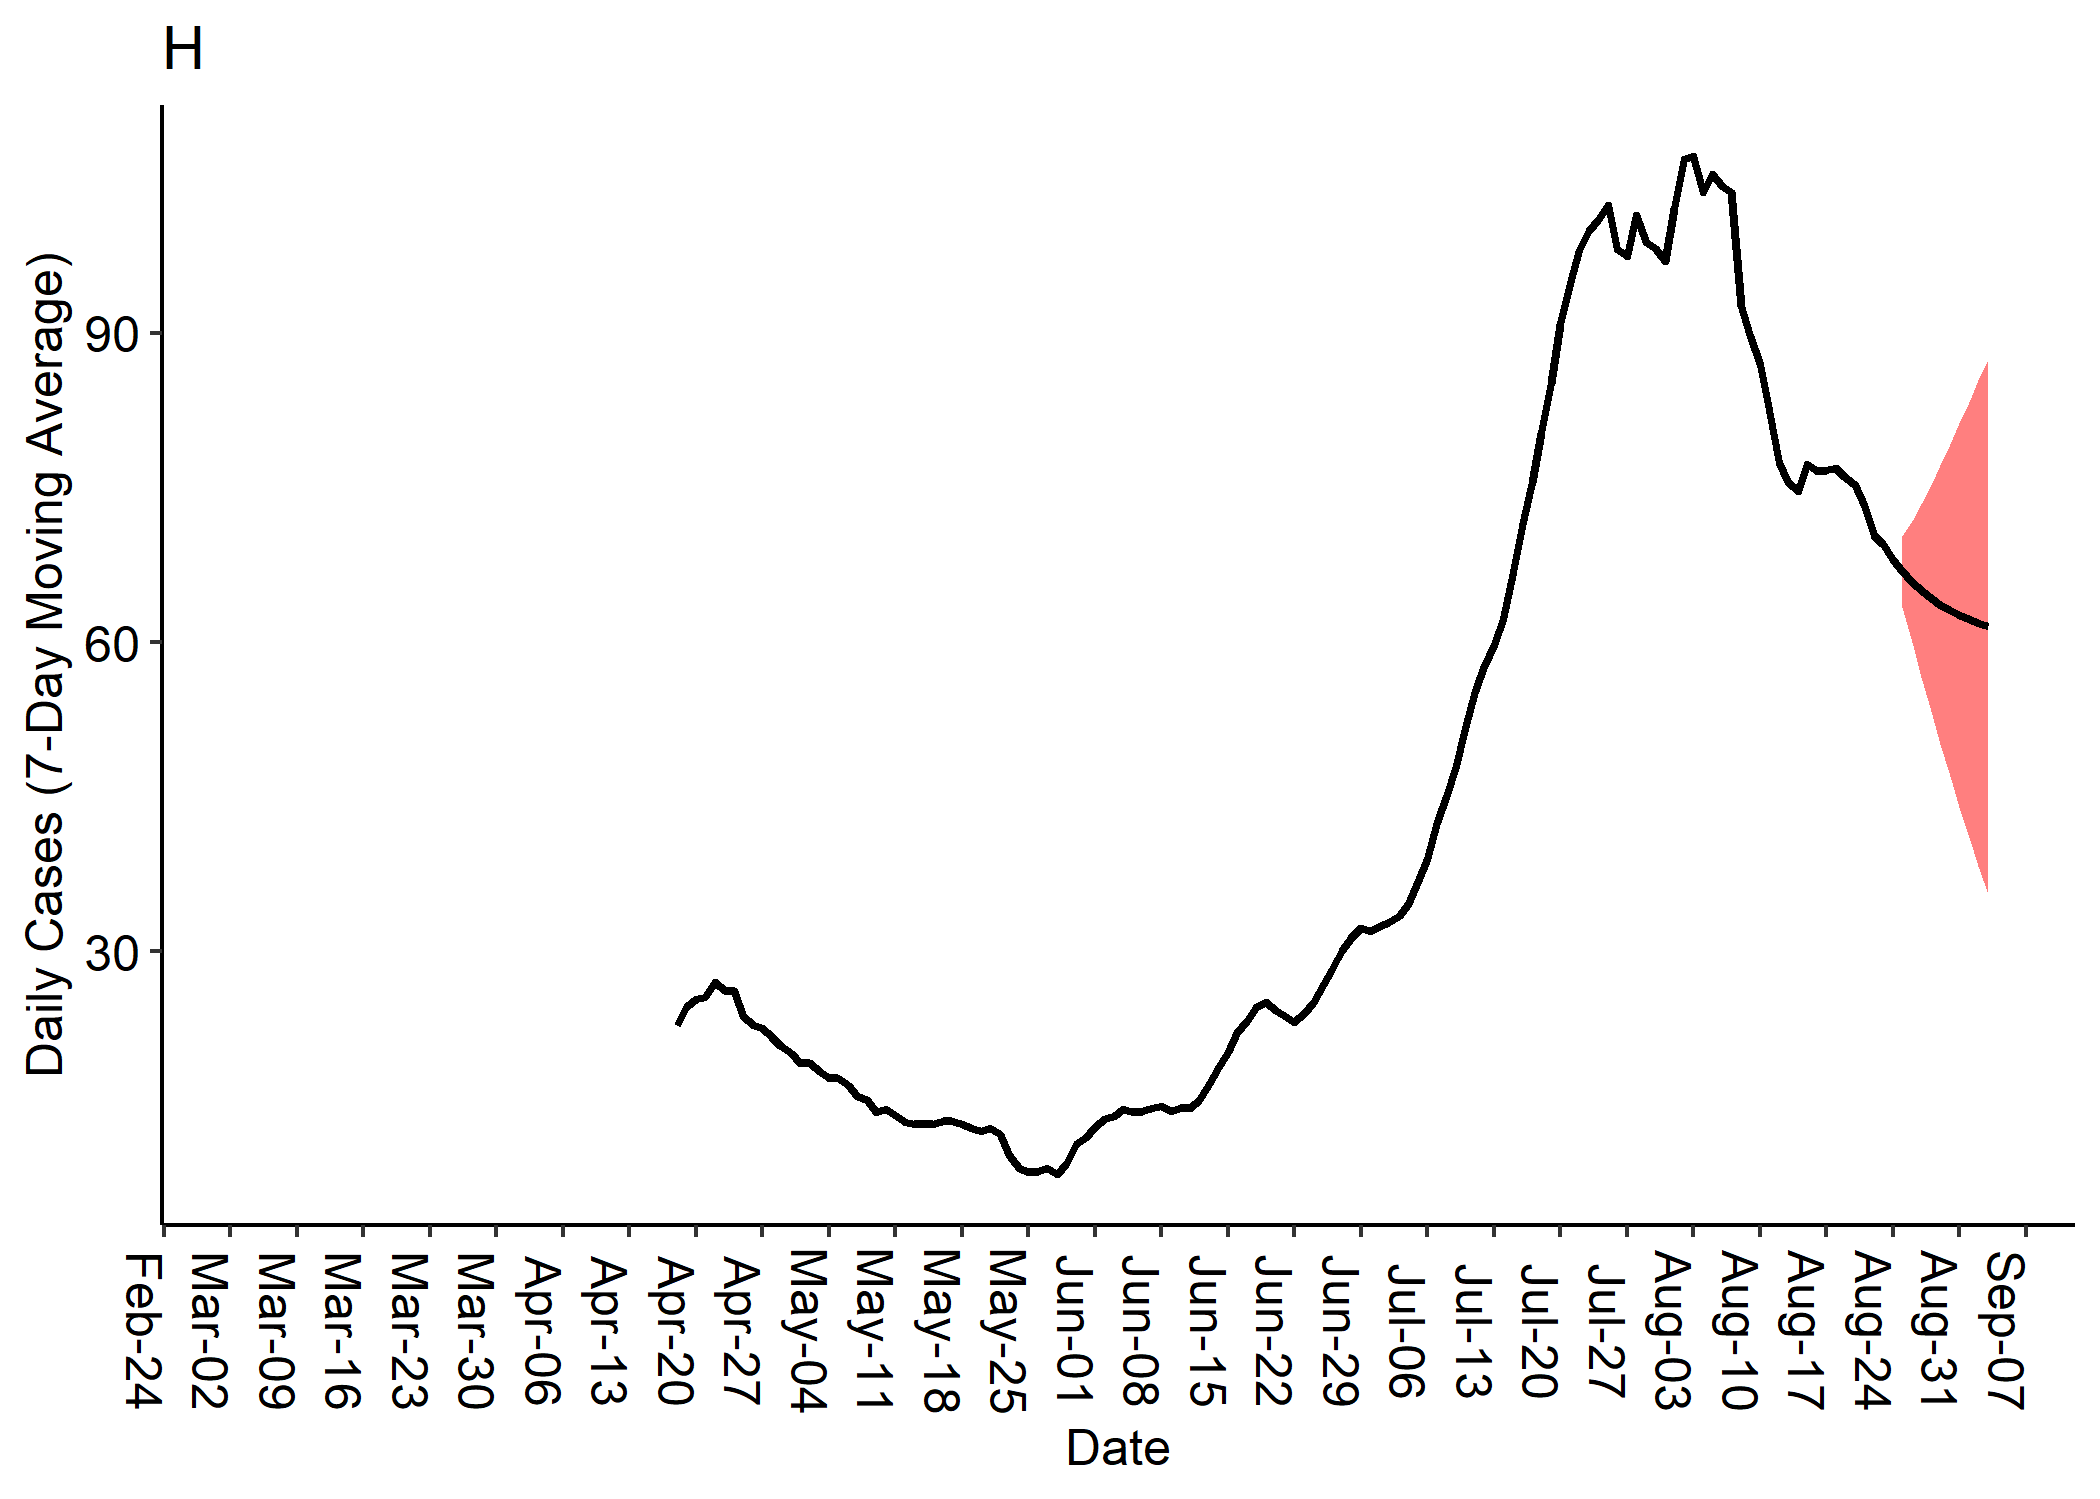 H
Daily Cases (7-Day Moving Average)
90
60
30
Feb-24
Mar-02
Mar-09
Mar-16
Mar-23
Mar-30
Apr-06
Apr-13
Apr-20
Apr-27
May-04
May-11
May-18
May-25
Jun-01
Jun-08
Jun-15
Jun-22
Jun-29
Jul-06
Jul-13
Jul-20
Jul-27
Aug-03
Aug-10
Aug-17
Aug-24
Aug-31
Sep-07
Date